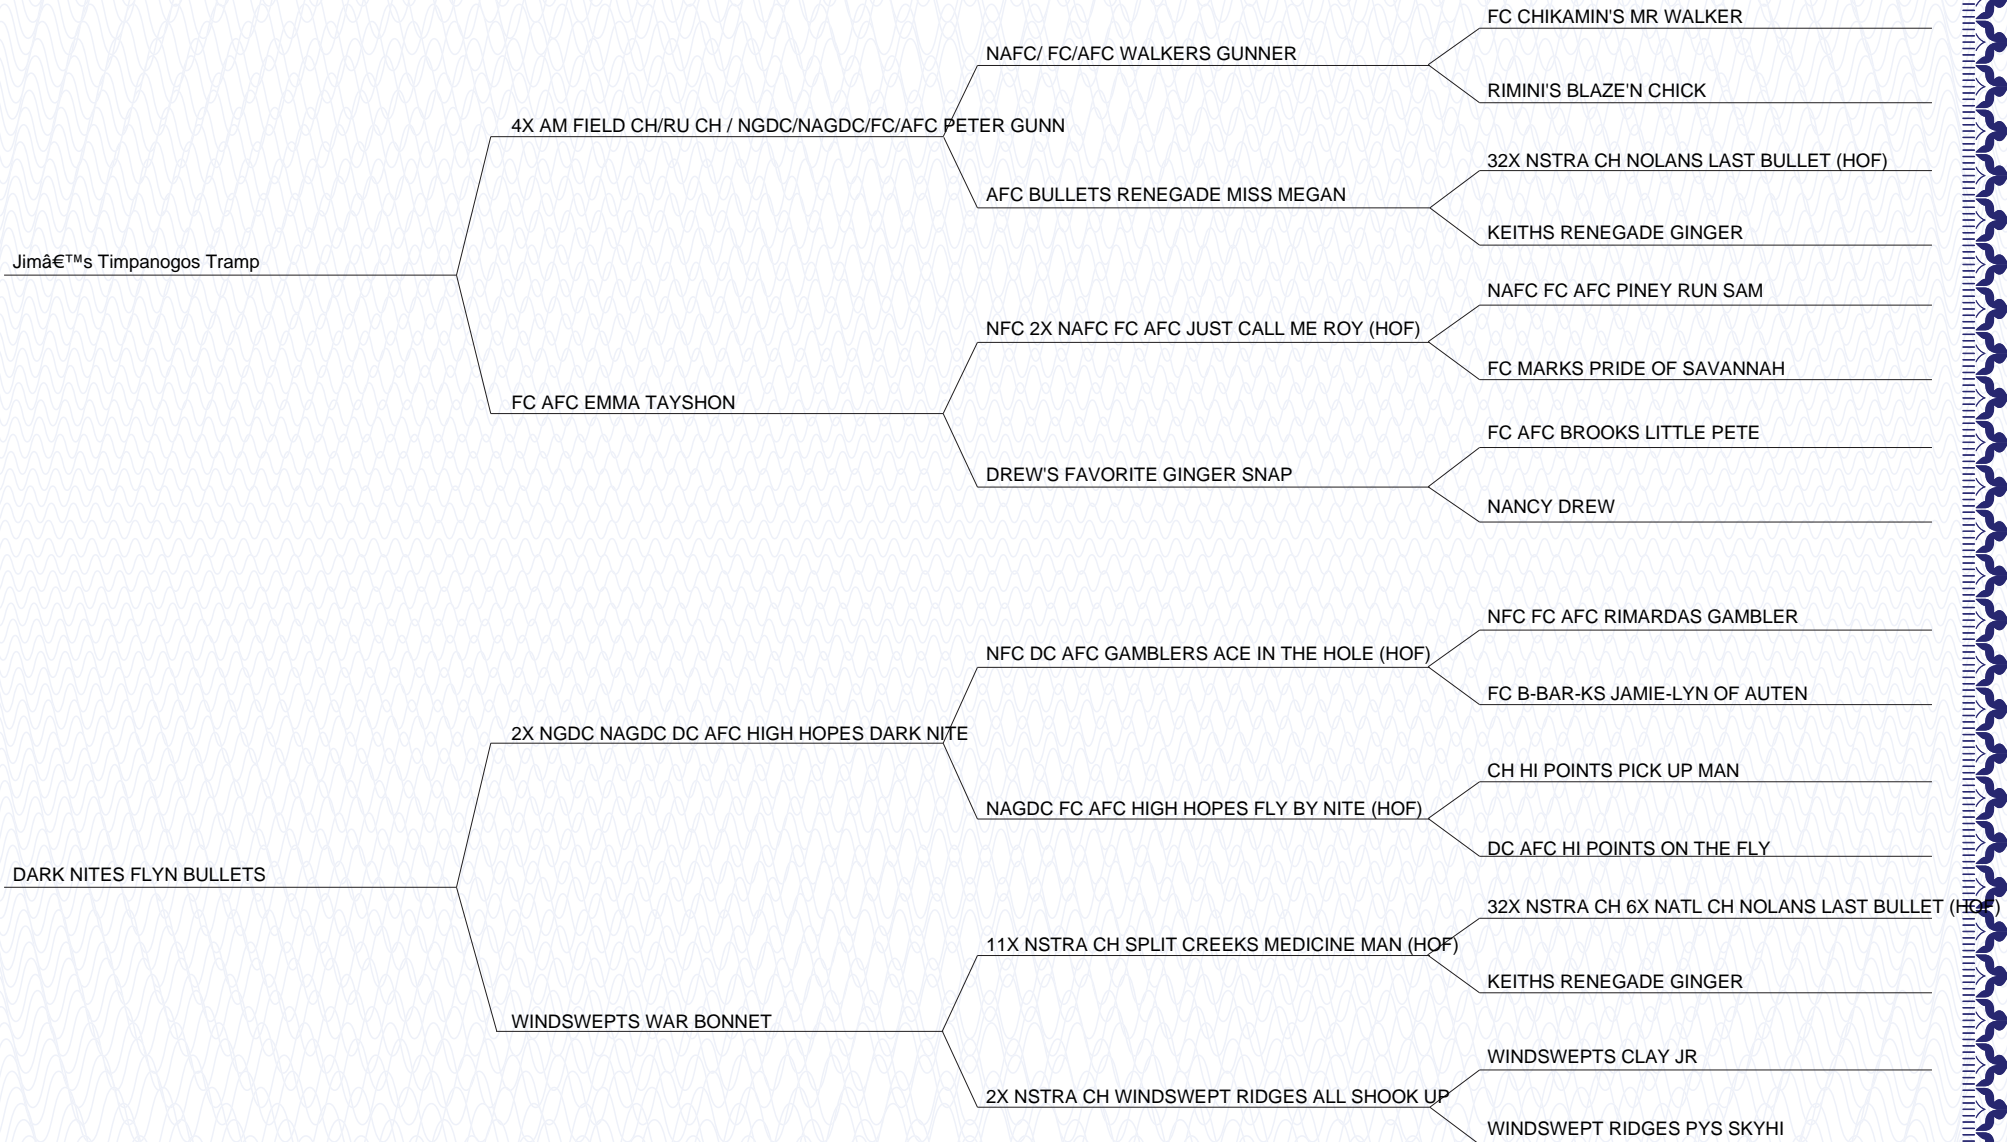 FC CHIKAMIN'S MR WALKER
NAFC/ FC/AFC WALKERS GUNNER
RIMINI'S BLAZE'N CHICK
4X AM FIELD CH/RU CH / NGDC/NAGDC/FC/AFC PETER GUNN
32X NSTRA CH NOLANS LAST BULLET (HOF)
AFC BULLETS RENEGADE MISS MEGAN
KEITHS RENEGADE GINGER
Jimâ€™s Timpanogos Tramp
NAFC FC AFC PINEY RUN SAM
NFC 2X NAFC FC AFC JUST CALL ME ROY (HOF)
FC MARKS PRIDE OF SAVANNAH
FC AFC EMMA TAYSHON
FC AFC BROOKS LITTLE PETE
DREW'S FAVORITE GINGER SNAP
NANCY DREW
NFC FC AFC RIMARDAS GAMBLER
NFC DC AFC GAMBLERS ACE IN THE HOLE (HOF)
FC B-BAR-KS JAMIE-LYN OF AUTEN
2X NGDC NAGDC DC AFC HIGH HOPES DARK NITE
CH HI POINTS PICK UP MAN
NAGDC FC AFC HIGH HOPES FLY BY NITE (HOF)
DC AFC HI POINTS ON THE FLY
DARK NITES FLYN BULLETS
32X NSTRA CH 6X NATL CH NOLANS LAST BULLET (HOF)
11X NSTRA CH SPLIT CREEKS MEDICINE MAN (HOF)
KEITHS RENEGADE GINGER
WINDSWEPTS WAR BONNET
WINDSWEPTS CLAY JR
2X NSTRA CH WINDSWEPT RIDGES ALL SHOOK UP
WINDSWEPT RIDGES PYS SKYHI